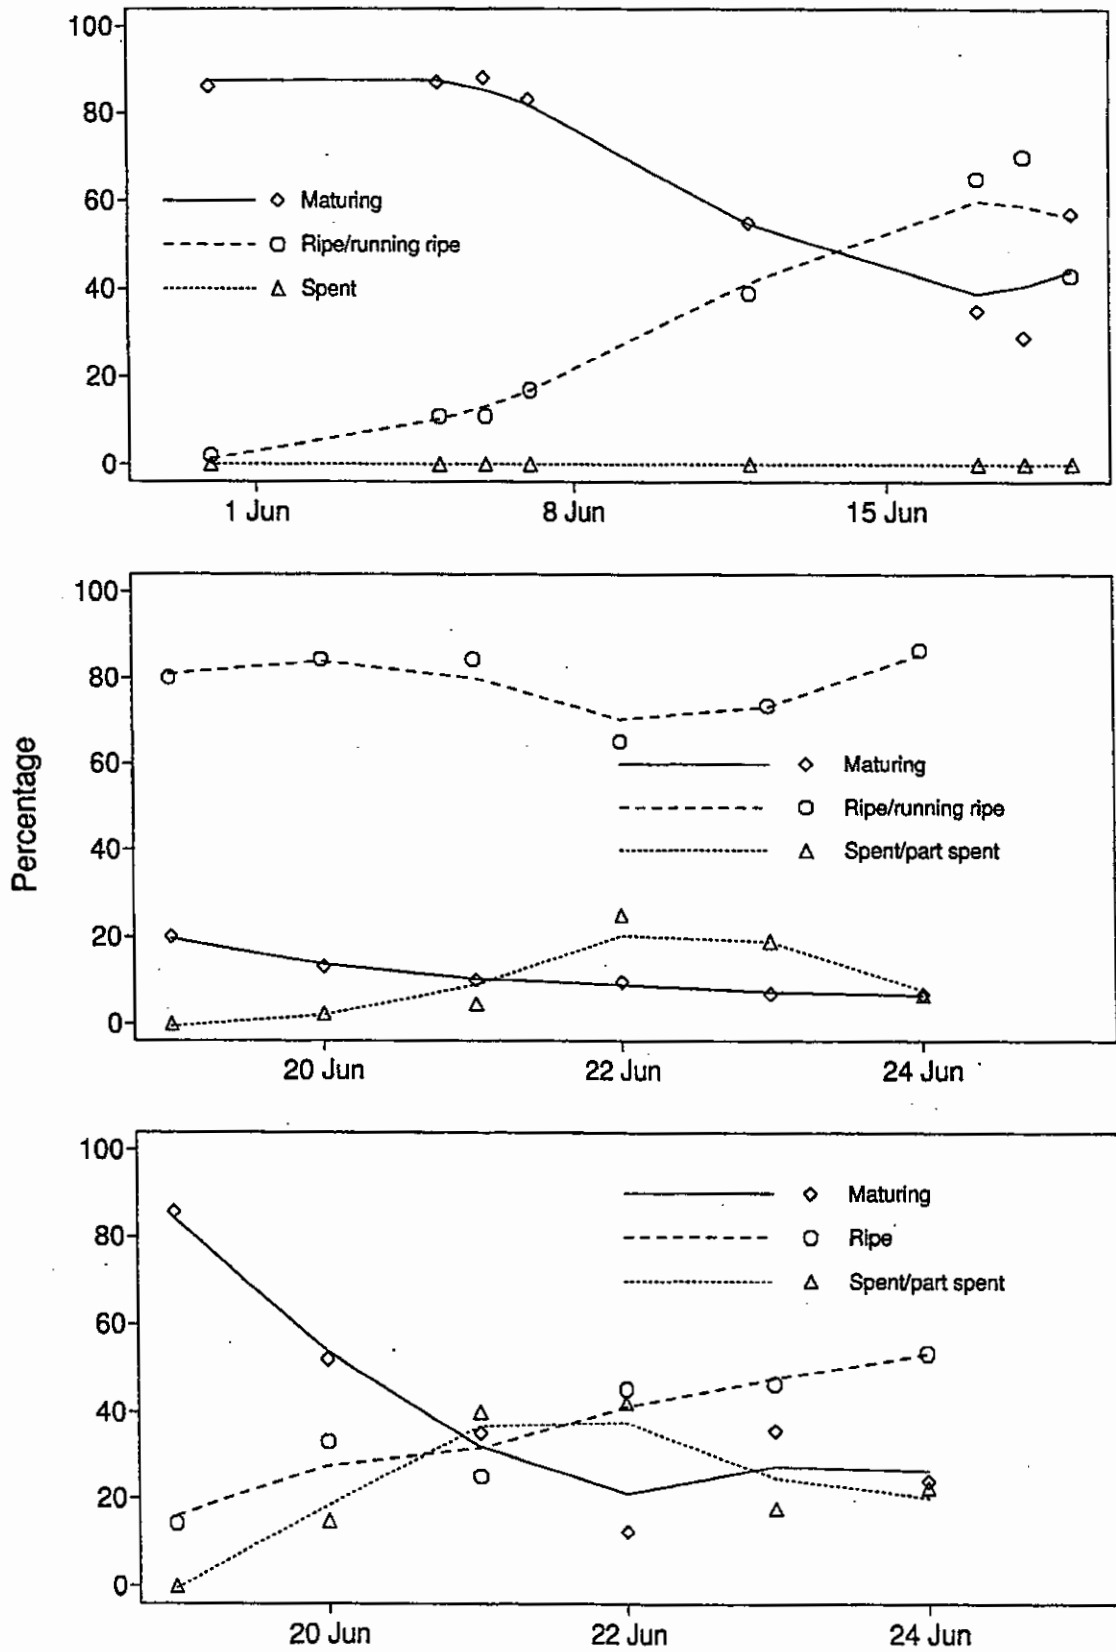 100
80
60
40
20
0
Maturing
Ripe/running ripe
Spent
1 Jun 8 Jun 15 Jun
Percentage
100
80
60
40
20
0
Maturing
Ripe/running ripe
Spent/part spent
20 Jun 22 Jun 24 Jun
100
80
60
40
20
0
Maturing
Ripe
Spent/part spent
20 Jun 22 Jun 24 Jun